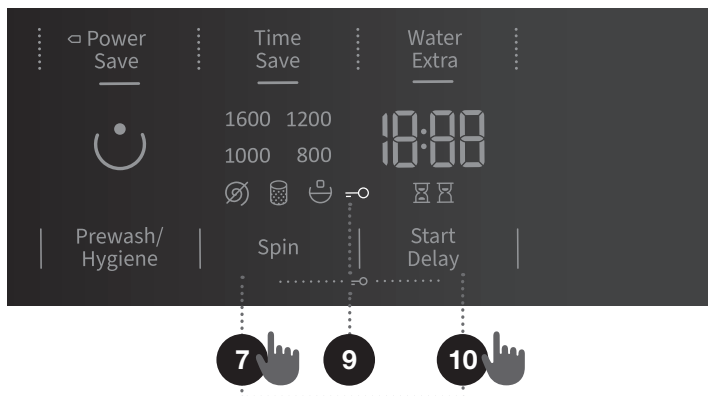 Power Save
Time Save
Water Extra
1600 1200
18:88
1000 800
Prewash/
Hygiene
Spin
Start
Delay
7
9
10